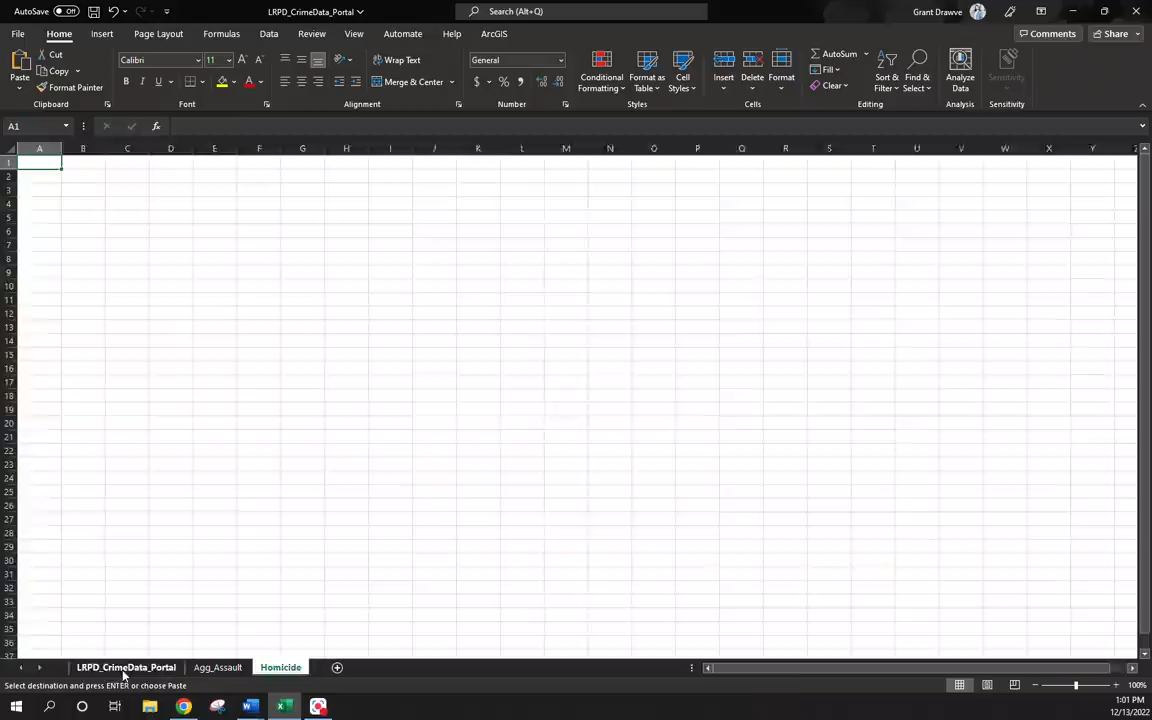 AutoSave Off LRPD_CrimeData_Portal Search (Alt+Q) Grant Drawve
File Home Insert Page Layout Formulas Data Review View Automate Help ArcGIS Comments Share
Paste Cut Copy Format Painter
Calibri 11
Wrap Text
Merge & Center
General
$ % ,
Conditional Formatting Format as Table Cell Styles
Insert Delete Format
AutoSum
Fill
Clear
Sort & Filter Find & Select
Analyze Data
Sensitivity
B I U A
Clipboard Font Alignment Number Styles Cells Editing Analysis Sensitivity
A1 fx
A B C D E F G H I J K L M N O P Q R S T U V W X Y
1
2
3
4
5
6
7
8
9
10
11
12
13
14
15
16
17
18
19
20
21
22
23
24
25
26
27
28
29
30
31
32
33
34
35
36
37
LRPD_CrimeData_Portal Agg_Assault Homicide
Select destination and press ENTER or choose Paste 100%
1:01 PM
12/13/2022